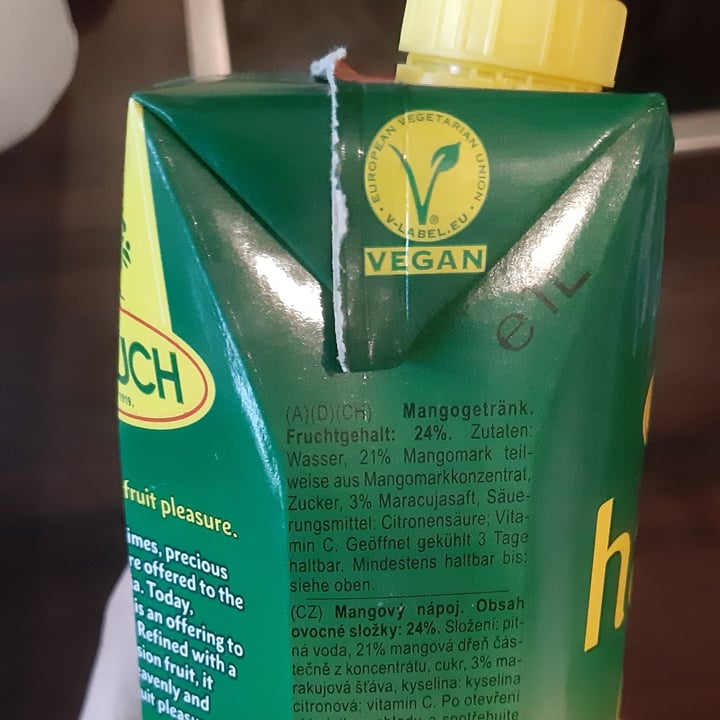 EUROPEAN VEGETARIAN UNION
V-LABEL.EU
®
VEGAN
e 1L
UCH
1919.
fruit pleasure.
imes, precious
re offered to the
a. Today,
is an offering to
Refined with a
sion fruit, it
avenly and
uit pleas
(A)(D)(CH) Mangogetränk.
Fruchtgehalt: 24%. Zutaten:
Wasser, 21% Mangomark teil-
weise aus Mangomarkkonzentrat,
Zucker, 3% Maracujasaft, Säue-
rungsmittel: Citronensäure; Vita-
min C. Geöffnet gekühlt 3 Tage
haltbar. Mindestens haltbar bis:
siehe oben.
(CZ) Mangový nápoj. Obsah
ovocné složky: 24%. Složení: pit-
ná voda, 21% mangová dřeň čás-
tečně z koncentrátu, cukr, 3% ma-
rakujová šťáva, kyselina: kyselina
citronová; vitamin C. Po otevření
h